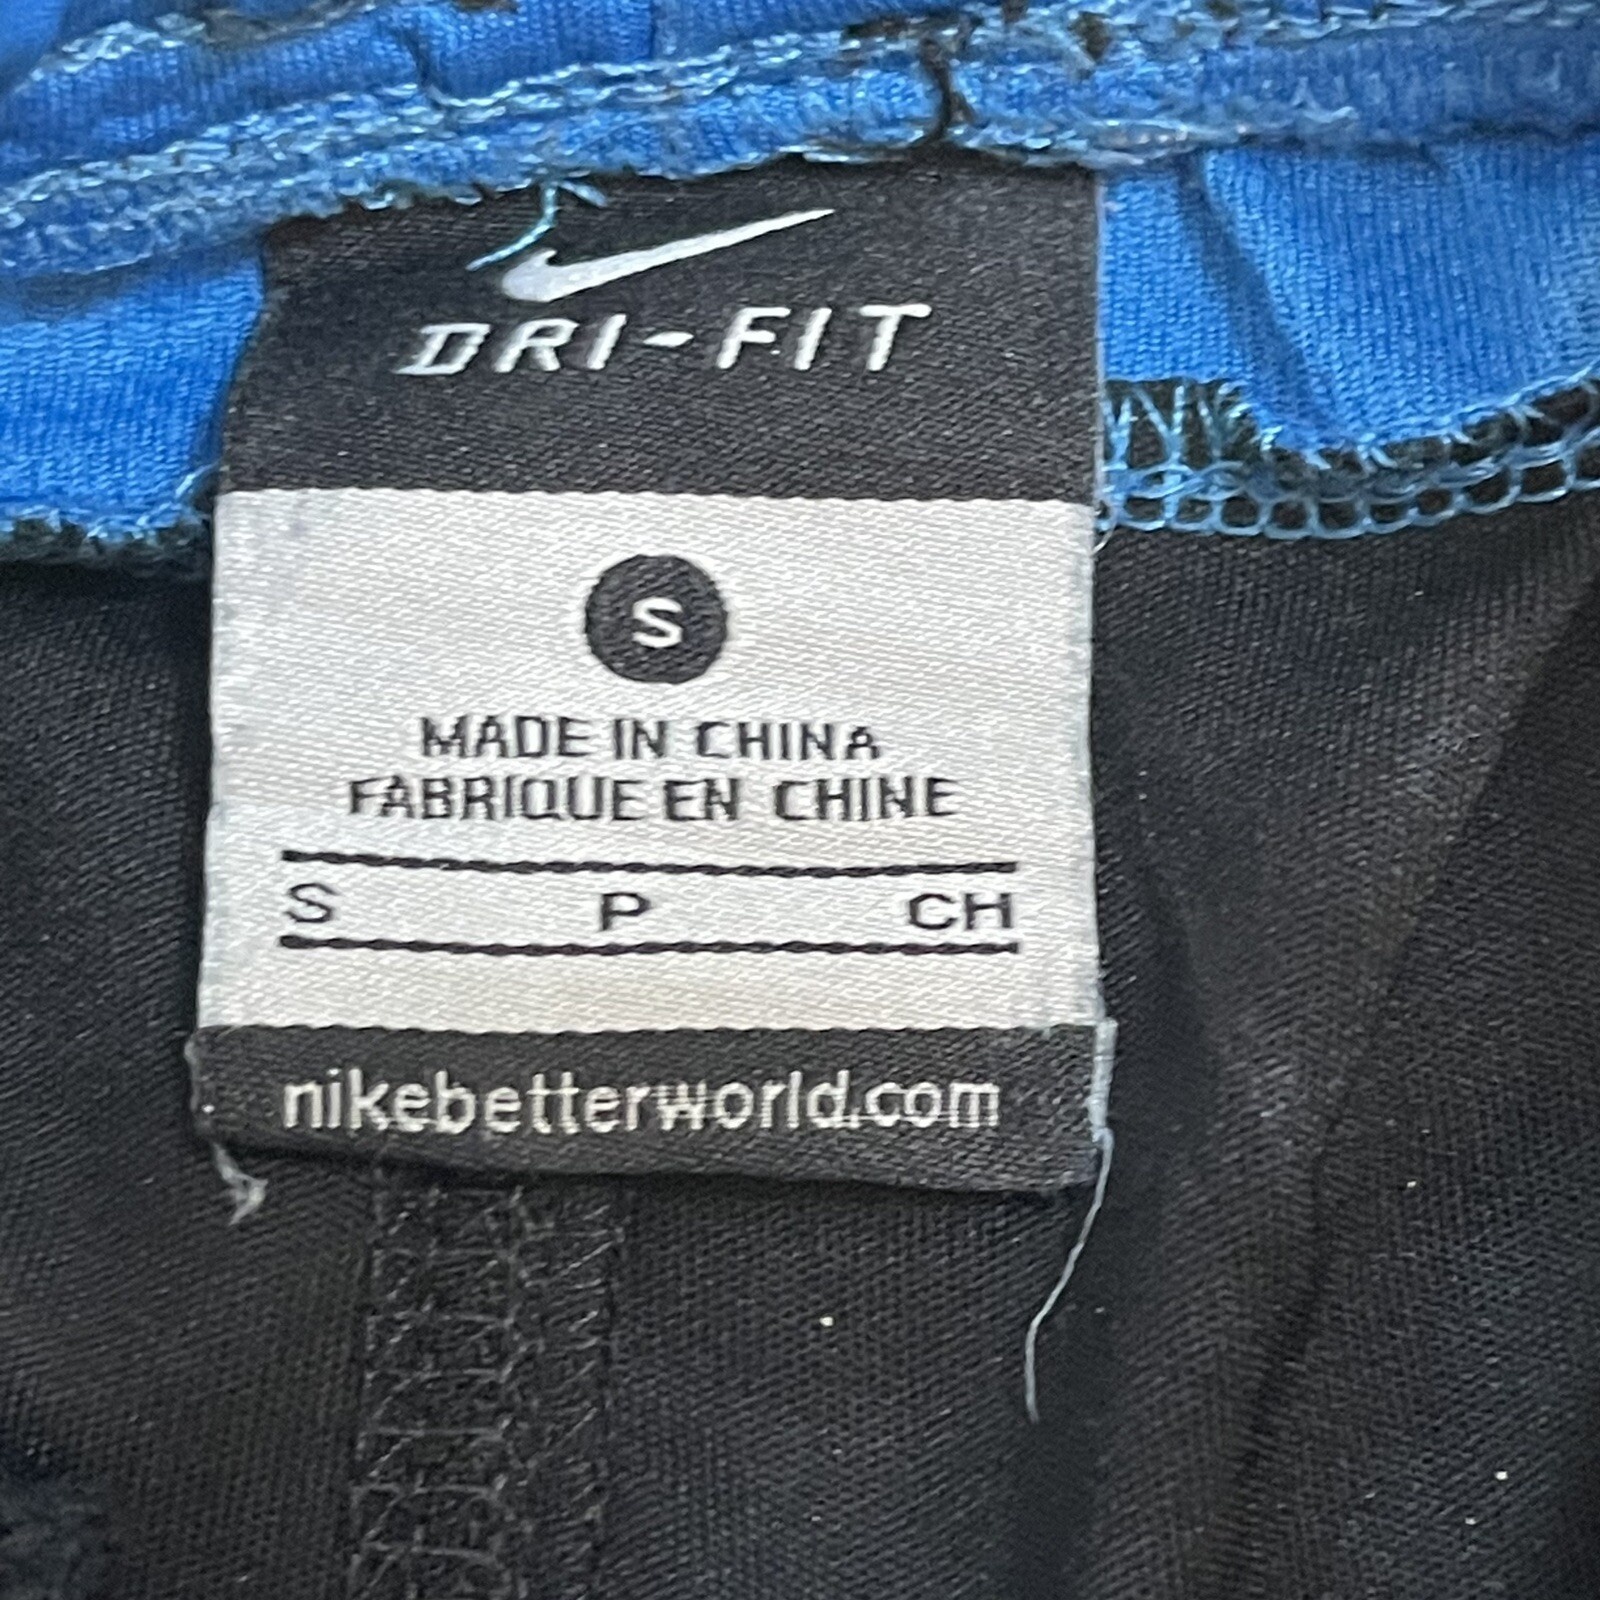 DRI-FIT
S
MADE IN CHINA
FABRIQUE EN CHINE
S P CH
nikebetterworld.com